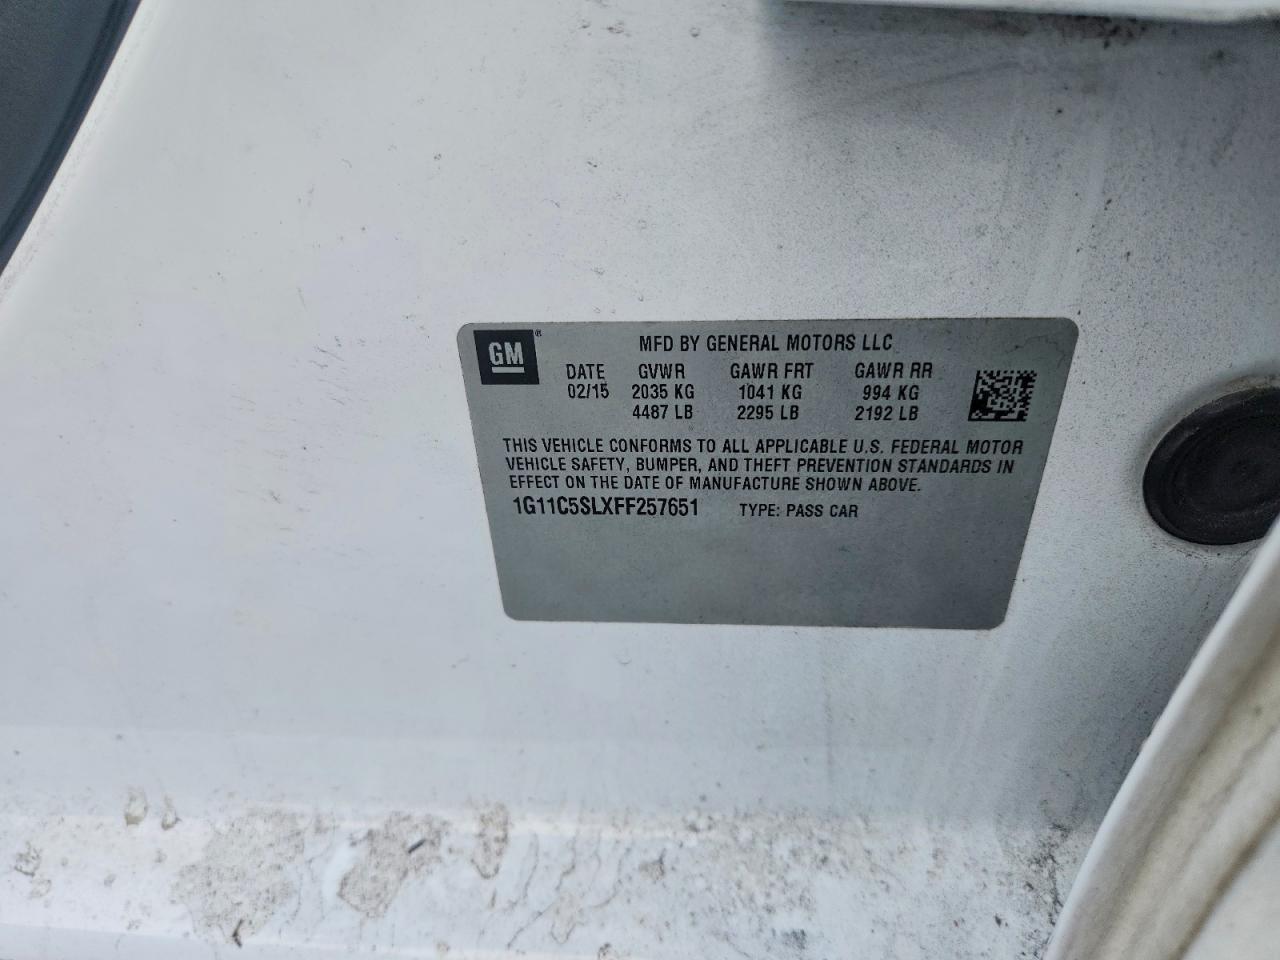 GM®
MFD BY GENERAL MOTORS LLC
DATE GVWR GAWR FRT GAWR RR
02/15 2035 KG 1041 KG 994 KG
4487 LB 2295 LB 2192 LB
THIS VEHICLE CONFORMS TO ALL APPLICABLE U.S. FEDERAL MOTOR
VEHICLE SAFETY, BUMPER, AND THEFT PREVENTION STANDARDS IN
EFFECT ON THE DATE OF MANUFACTURE SHOWN ABOVE.
1G11C5SLXFF257651 TYPE: PASS CAR